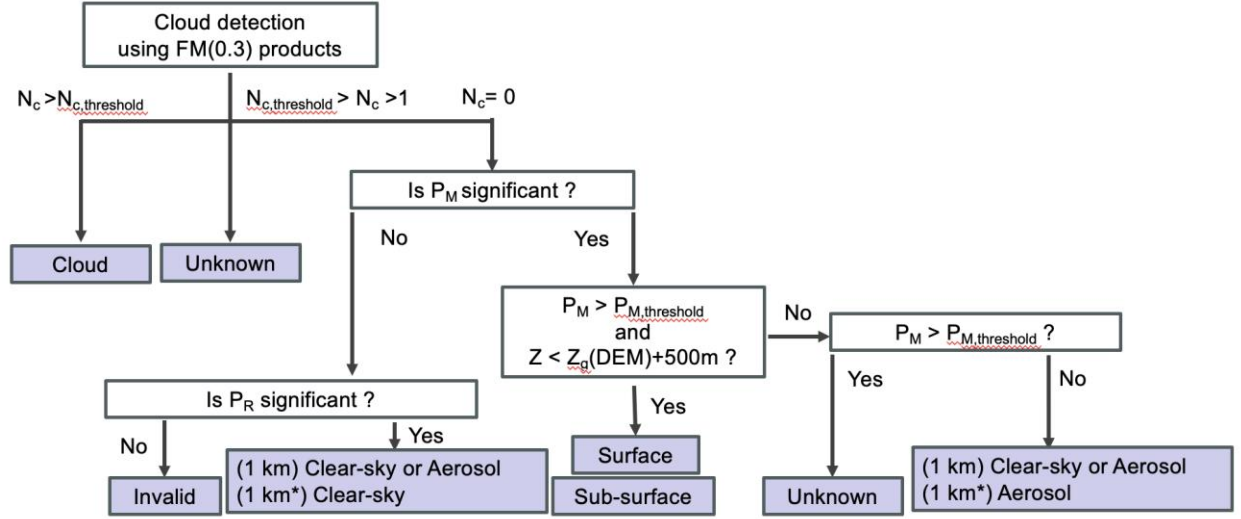 Cloud detection
using FM(0.3) products
Nc >Nc,threshold
Nc,threshold > Nc >1
Nc= 0
Is PM significant ?
No
Yes
Cloud
Unknown
PM > PM,threshold
and
Z < Zg(DEM)+500m ?
No
PM > PM,threshold ?
Yes
No
Is PR significant ?
Yes
No
Yes
Surface
(1 km) Clear-sky or Aerosol
(1 km*) Clear-sky
(1 km) Clear-sky or Aerosol
(1 km*) Aerosol
Invalid
Sub-surface
Unknown